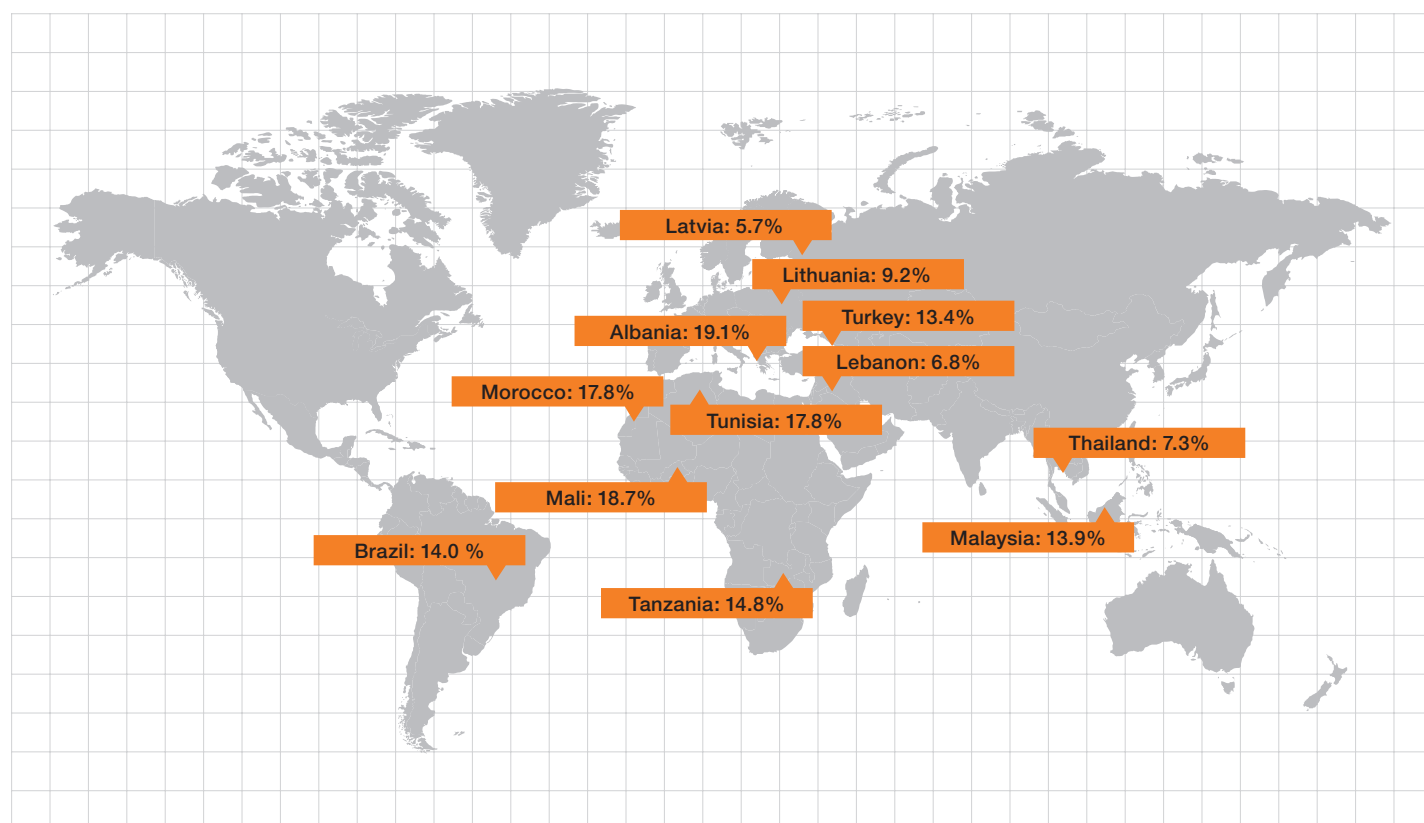 Latvia: 5.7%
Lithuania: 9.2%
Turkey: 13.4%
Albania: 19.1%
Lebanon: 6.8%
Morocco: 17.8%
Tunisia: 17.8%
Thailand: 7.3%
Mali: 18.7%
Malaysia: 13.9%
Brazil: 14.0 %
Tanzania: 14.8%